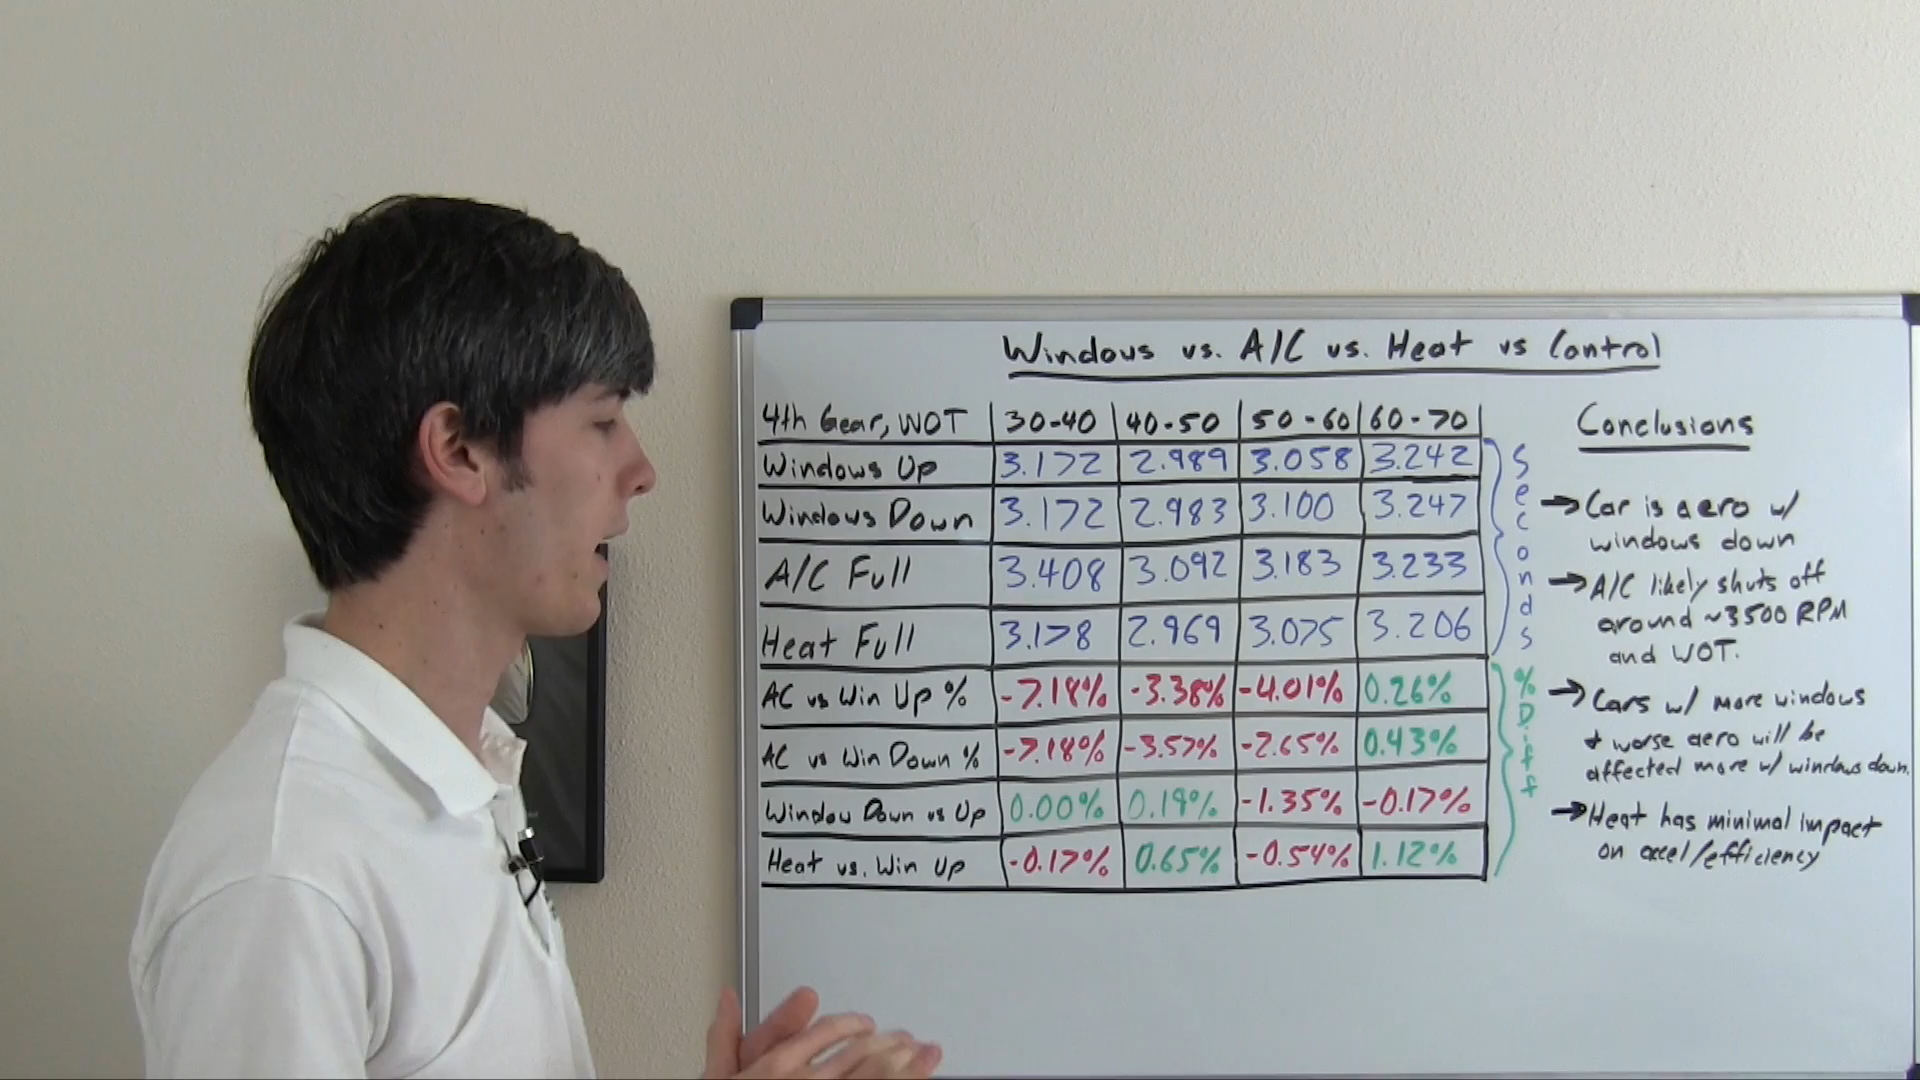 Windows vs. A/C vs. Heat vs Control
4th Gear, WOT 30-40 40-50 50-60 60-70
Windows Up 3.172 2.989 3.058 3.242
Windows Down 3.172 2.983 3.100 3.247
A/C Full 3.408 3.092 3.183 3.233
Heat Full 3.178 2.969 3.075 3.206
AC vs Win Up % -7.18% -3.38% -4.01% 0.26%
AC vs Win Down % -7.18% -3.57% -2.65% 0.43%
Window Down vs Up 0.00% 0.19% -1.35% -0.17%
Heat vs. Win Up -0.17% 0.65% -0.54% 1.12%
Seconds
% Diff
Conclusions
→ Car is aero w/
windows down
→ A/C likely shuts off
around ~3500 RPM
and WOT.
→ Cars w/ more windows
+ worse aero will be
affected more w/ windows down.
→ Heat has minimal impact
on accel/efficiency